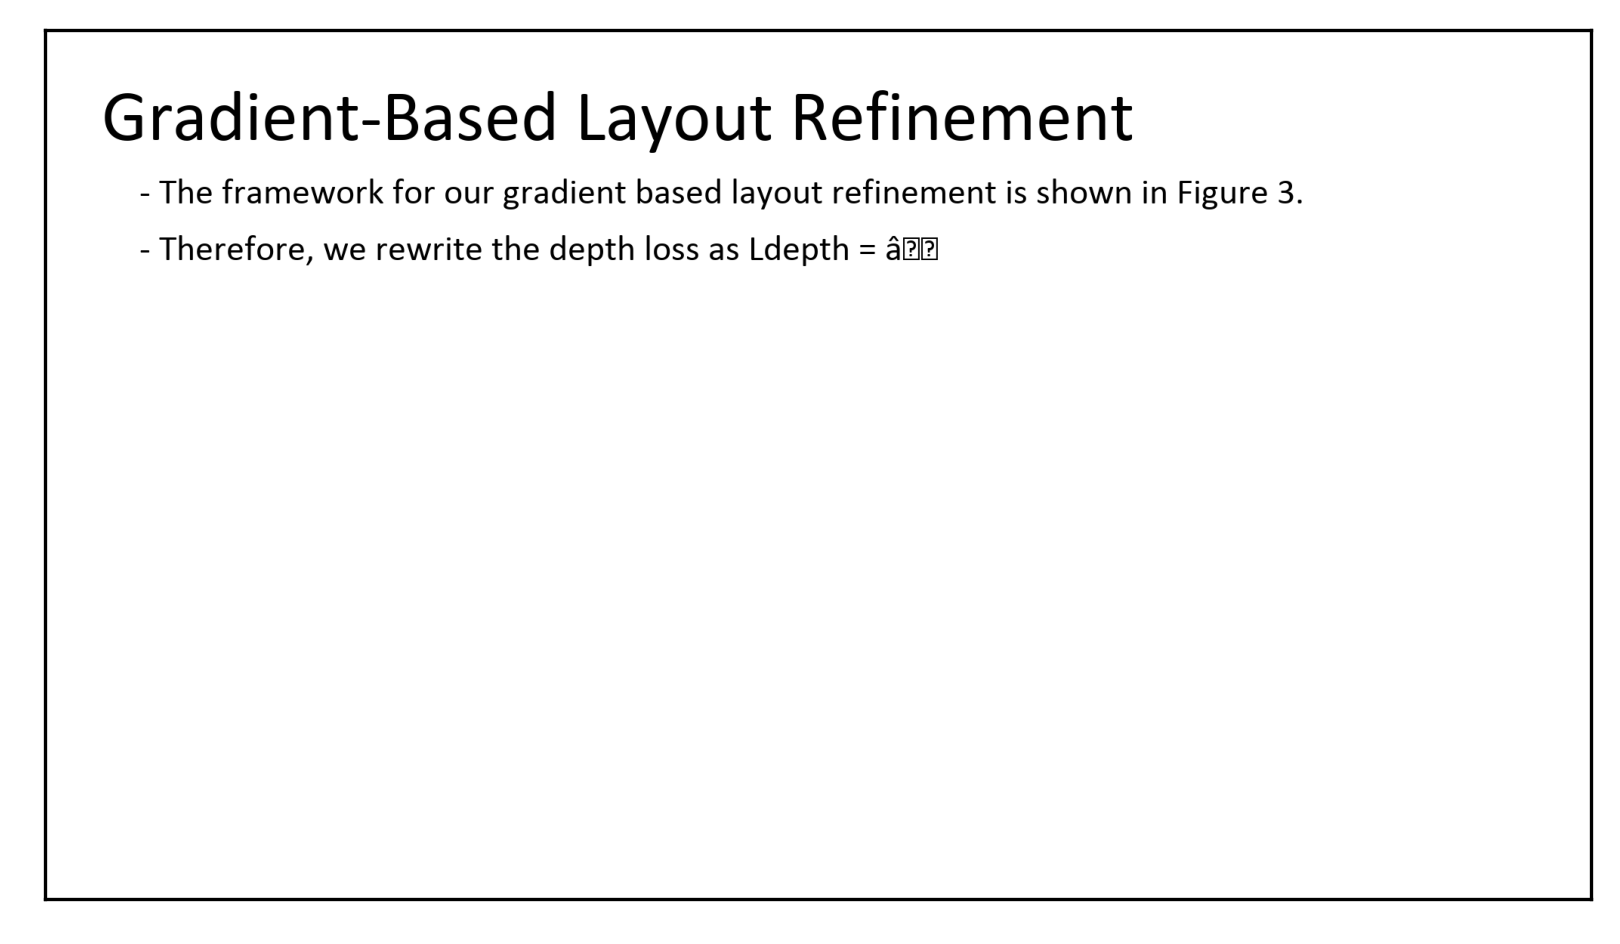 Gradient-Based Layout Refinement
- The framework for our gradient based layout refinement is shown in Figure 3.
- Therefore, we rewrite the depth loss as Ldepth = â